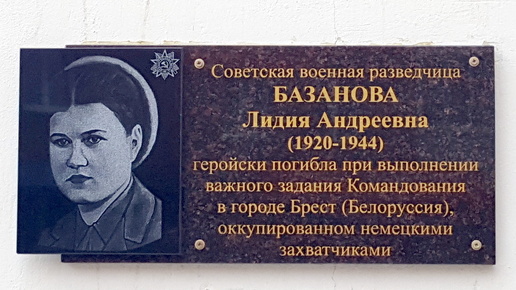 Советская военная разведчица
БАЗАНОВА
Лидия Андреевна
(1920-1944)
геройски погибла при выполнении
важного задания Командования
в городе Брест (Белоруссия),
оккупированном немецкими
захватчиками